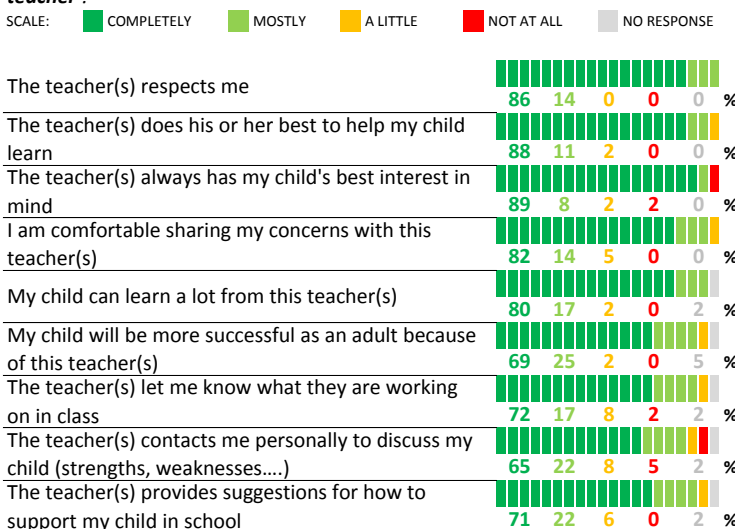 teacher :
SCALE: COMPLETELY MOSTLY A LITTLE NOT AT ALL NO RESPONSE
The teacher(s) respects me
86 14 0 0 0 %
The teacher(s) does his or her best to help my child
learn
88 11 2 0 0 %
The teacher(s) always has my child's best interest in
mind
89 8 2 2 0 %
I am comfortable sharing my concerns with this
teacher(s)
82 14 5 0 0 %
My child can learn a lot from this teacher(s)
80 17 2 0 2 %
My child will be more successful as an adult because
of this teacher(s)
69 25 2 0 5 %
The teacher(s) let me know what they are working
on in class
72 17 8 2 2 %
The teacher(s) contacts me personally to discuss my
child (strengths, weaknesses....)
65 22 8 5 2 %
The teacher(s) provides suggestions for how to
support my child in school
71 22 6 0 2 %